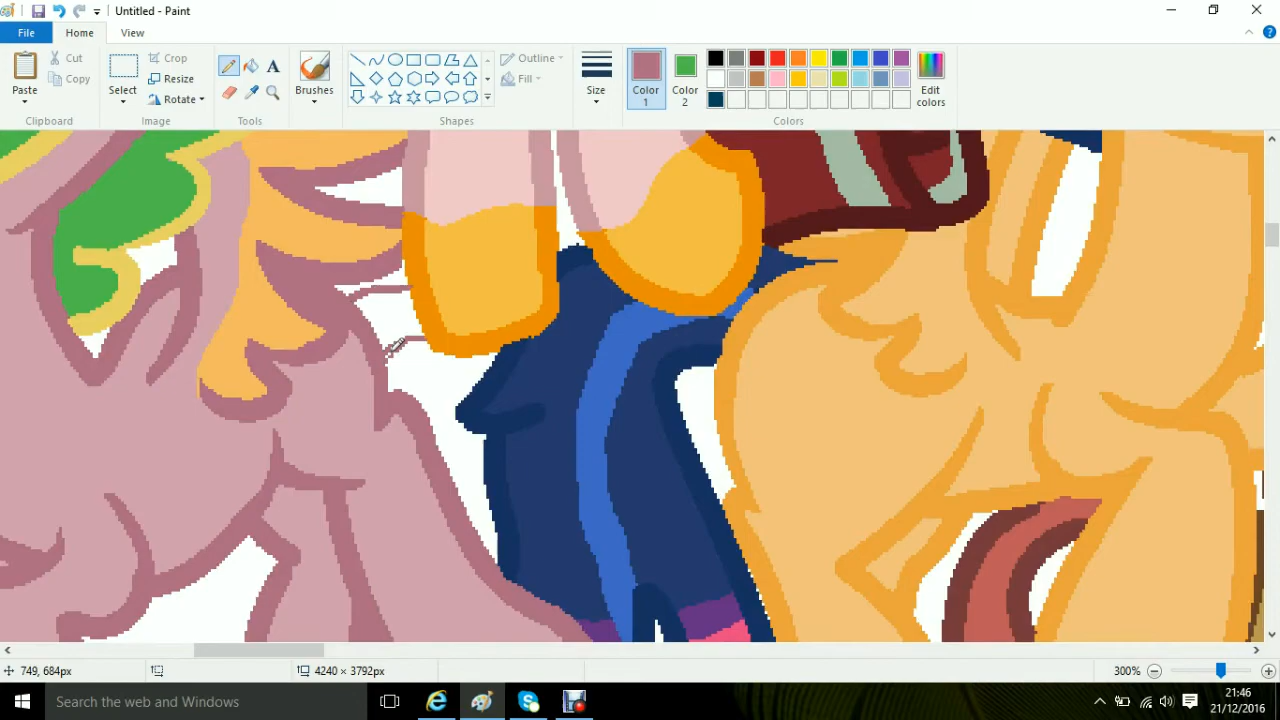 Untitled - Paint
File Home View
Paste
Cut
Copy
Clipboard
Select
Crop
Resize
Rotate
Image
A
Tools
Brushes
Outline
Fill
Shapes
Size
Color 1
Color 2
Edit colors
Colors
749, 684px
4240 × 3792px
300%
Search the web and Windows
21:46
21/12/2016